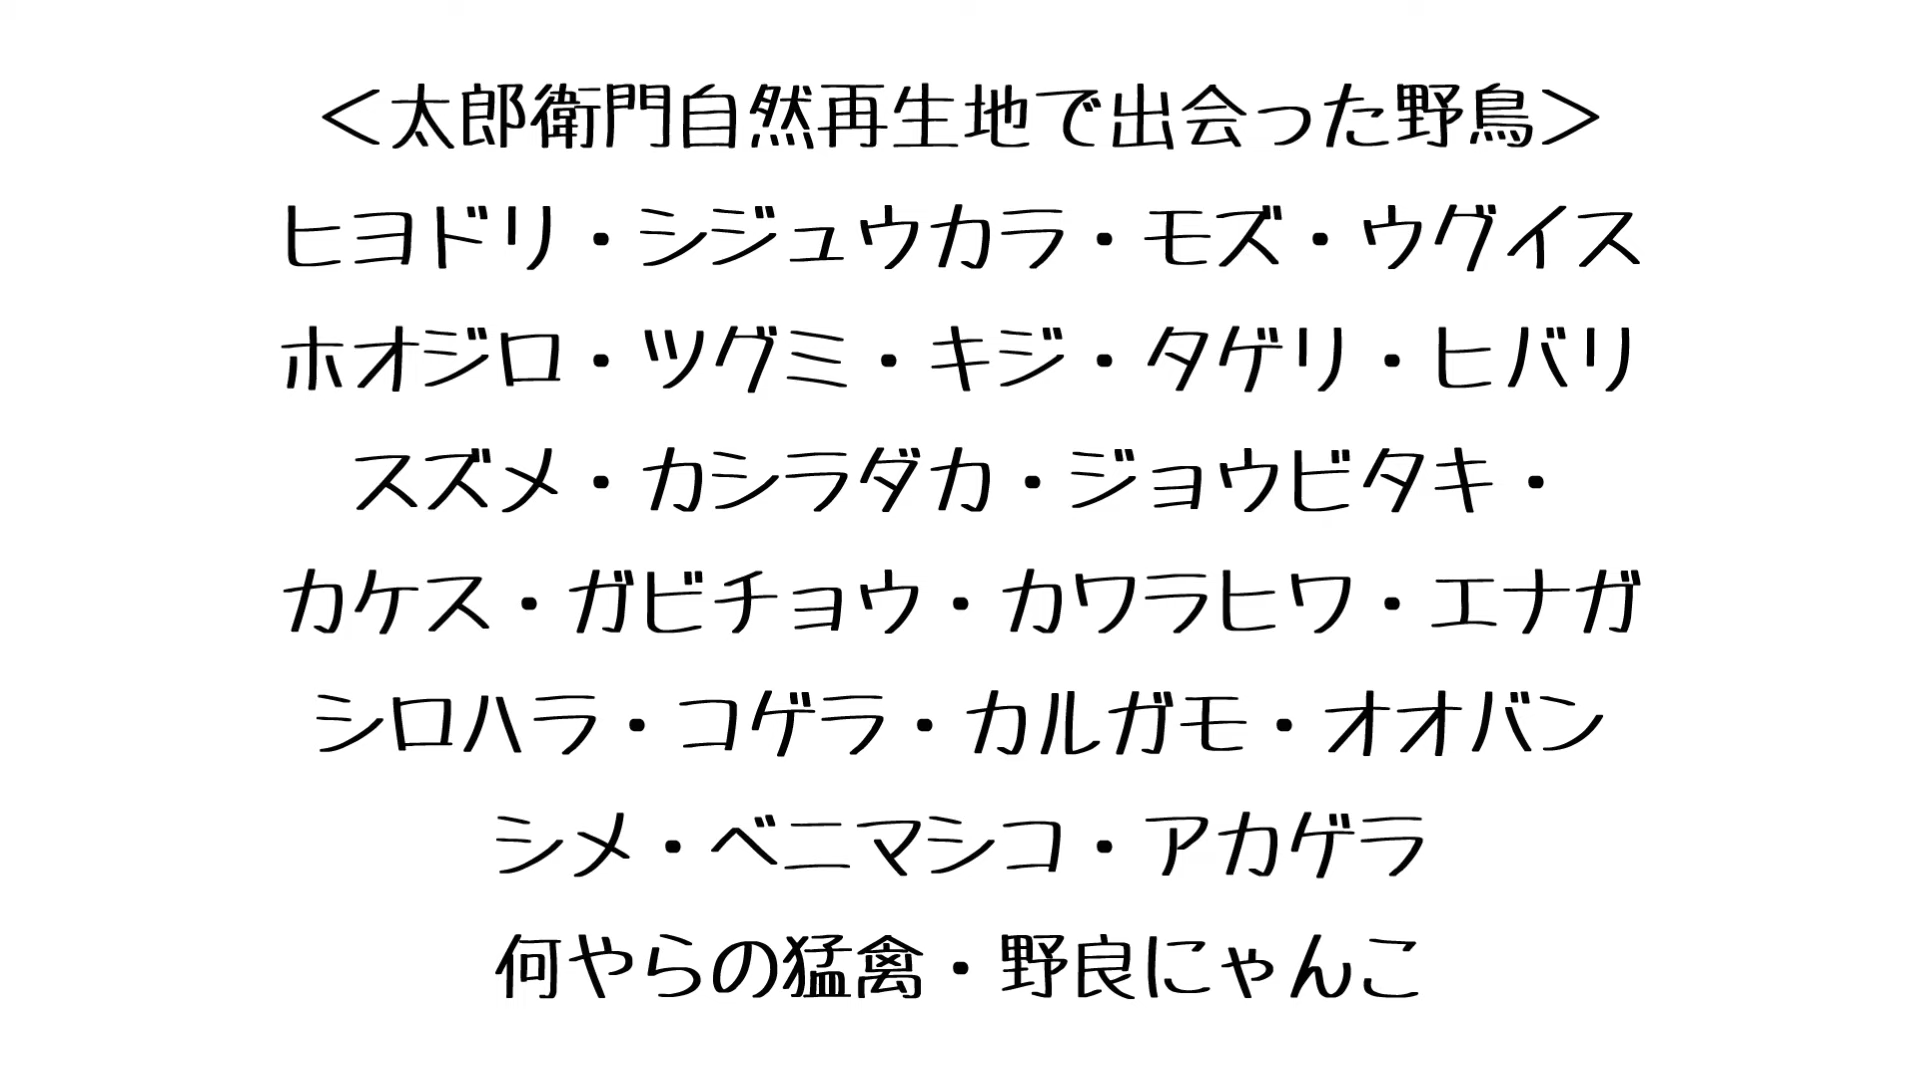 ＜太郎衛門自然再生地で出会った野鳥＞
ヒヨドリ・シジュウカラ・モズ・ウグイス
ホオジロ・ツグミ・キジ・タゲリ・ヒバリ
スズメ・カシラダカ・ジョウビタキ・
カケス・ガビチョウ・カワラヒワ・エナガ
シロハラ・コゲラ・カルガモ・オオバン
シメ・ベニマシコ・アカゲラ
何やらの猛禽・野良にゃんこ